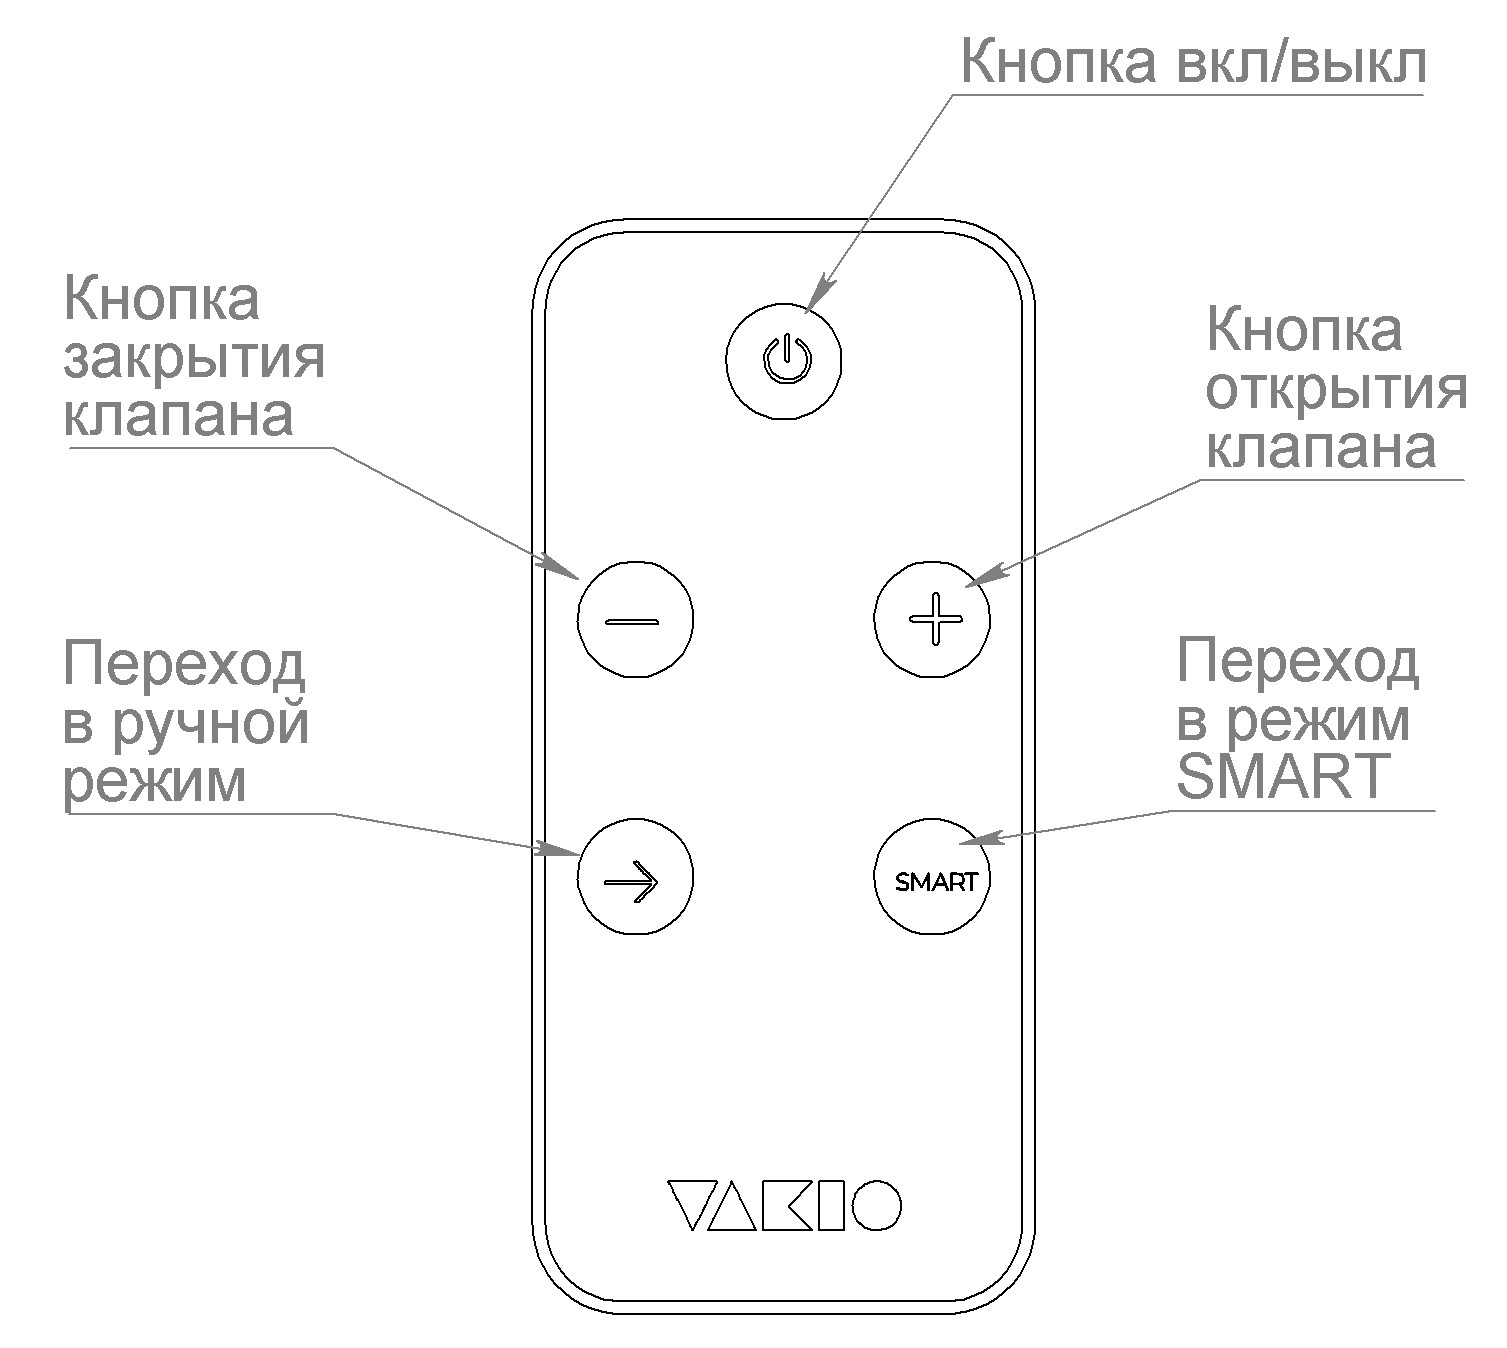 Кнопка вкл/выкл
Кнопка
закрытия
клапана
Кнопка
открытия
клапана
Переход
в ручной
режим
Переход
в режим
SMART
SMART
VAKIO